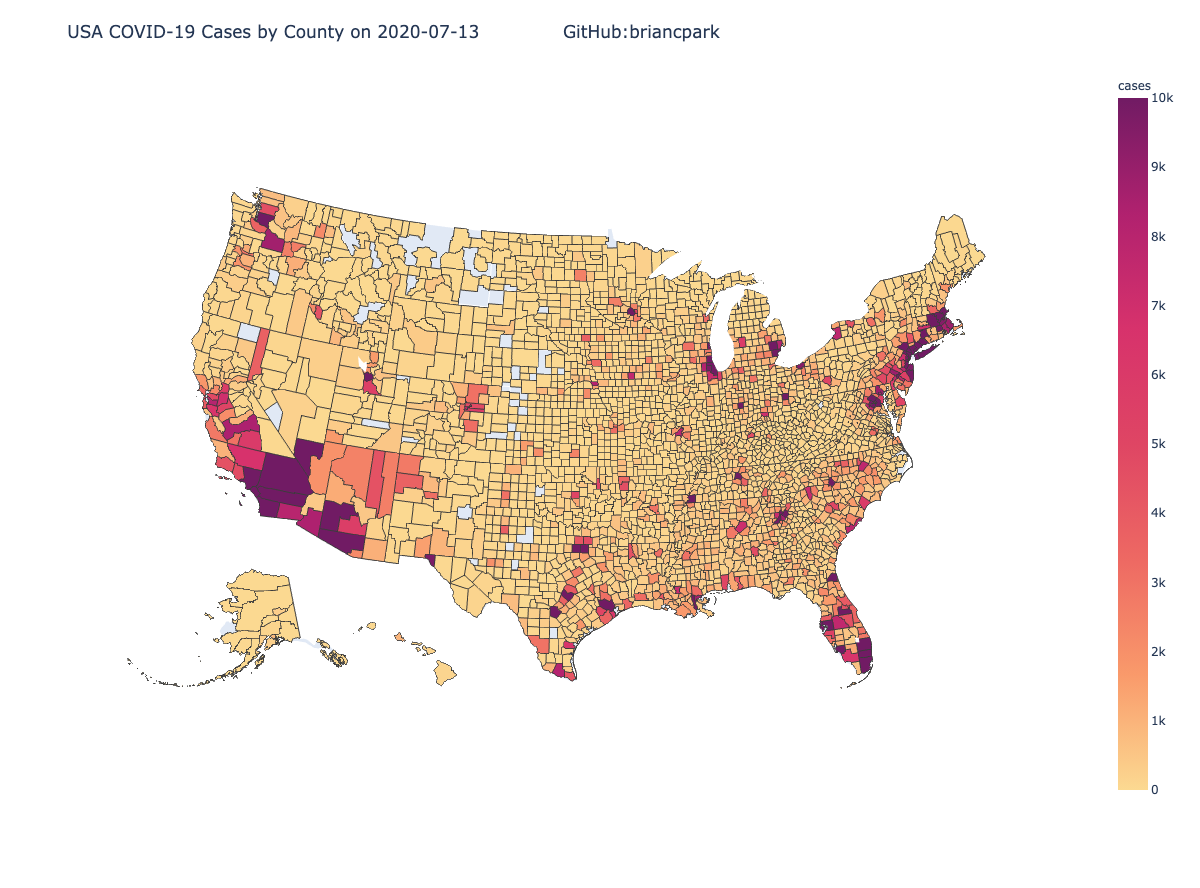 USA COVID-19 Cases by County on 2020-07-13 GitHub:briancpark
cases
10k
9k
8k
7k
6k
5k
4k
3k
2k
1k
0